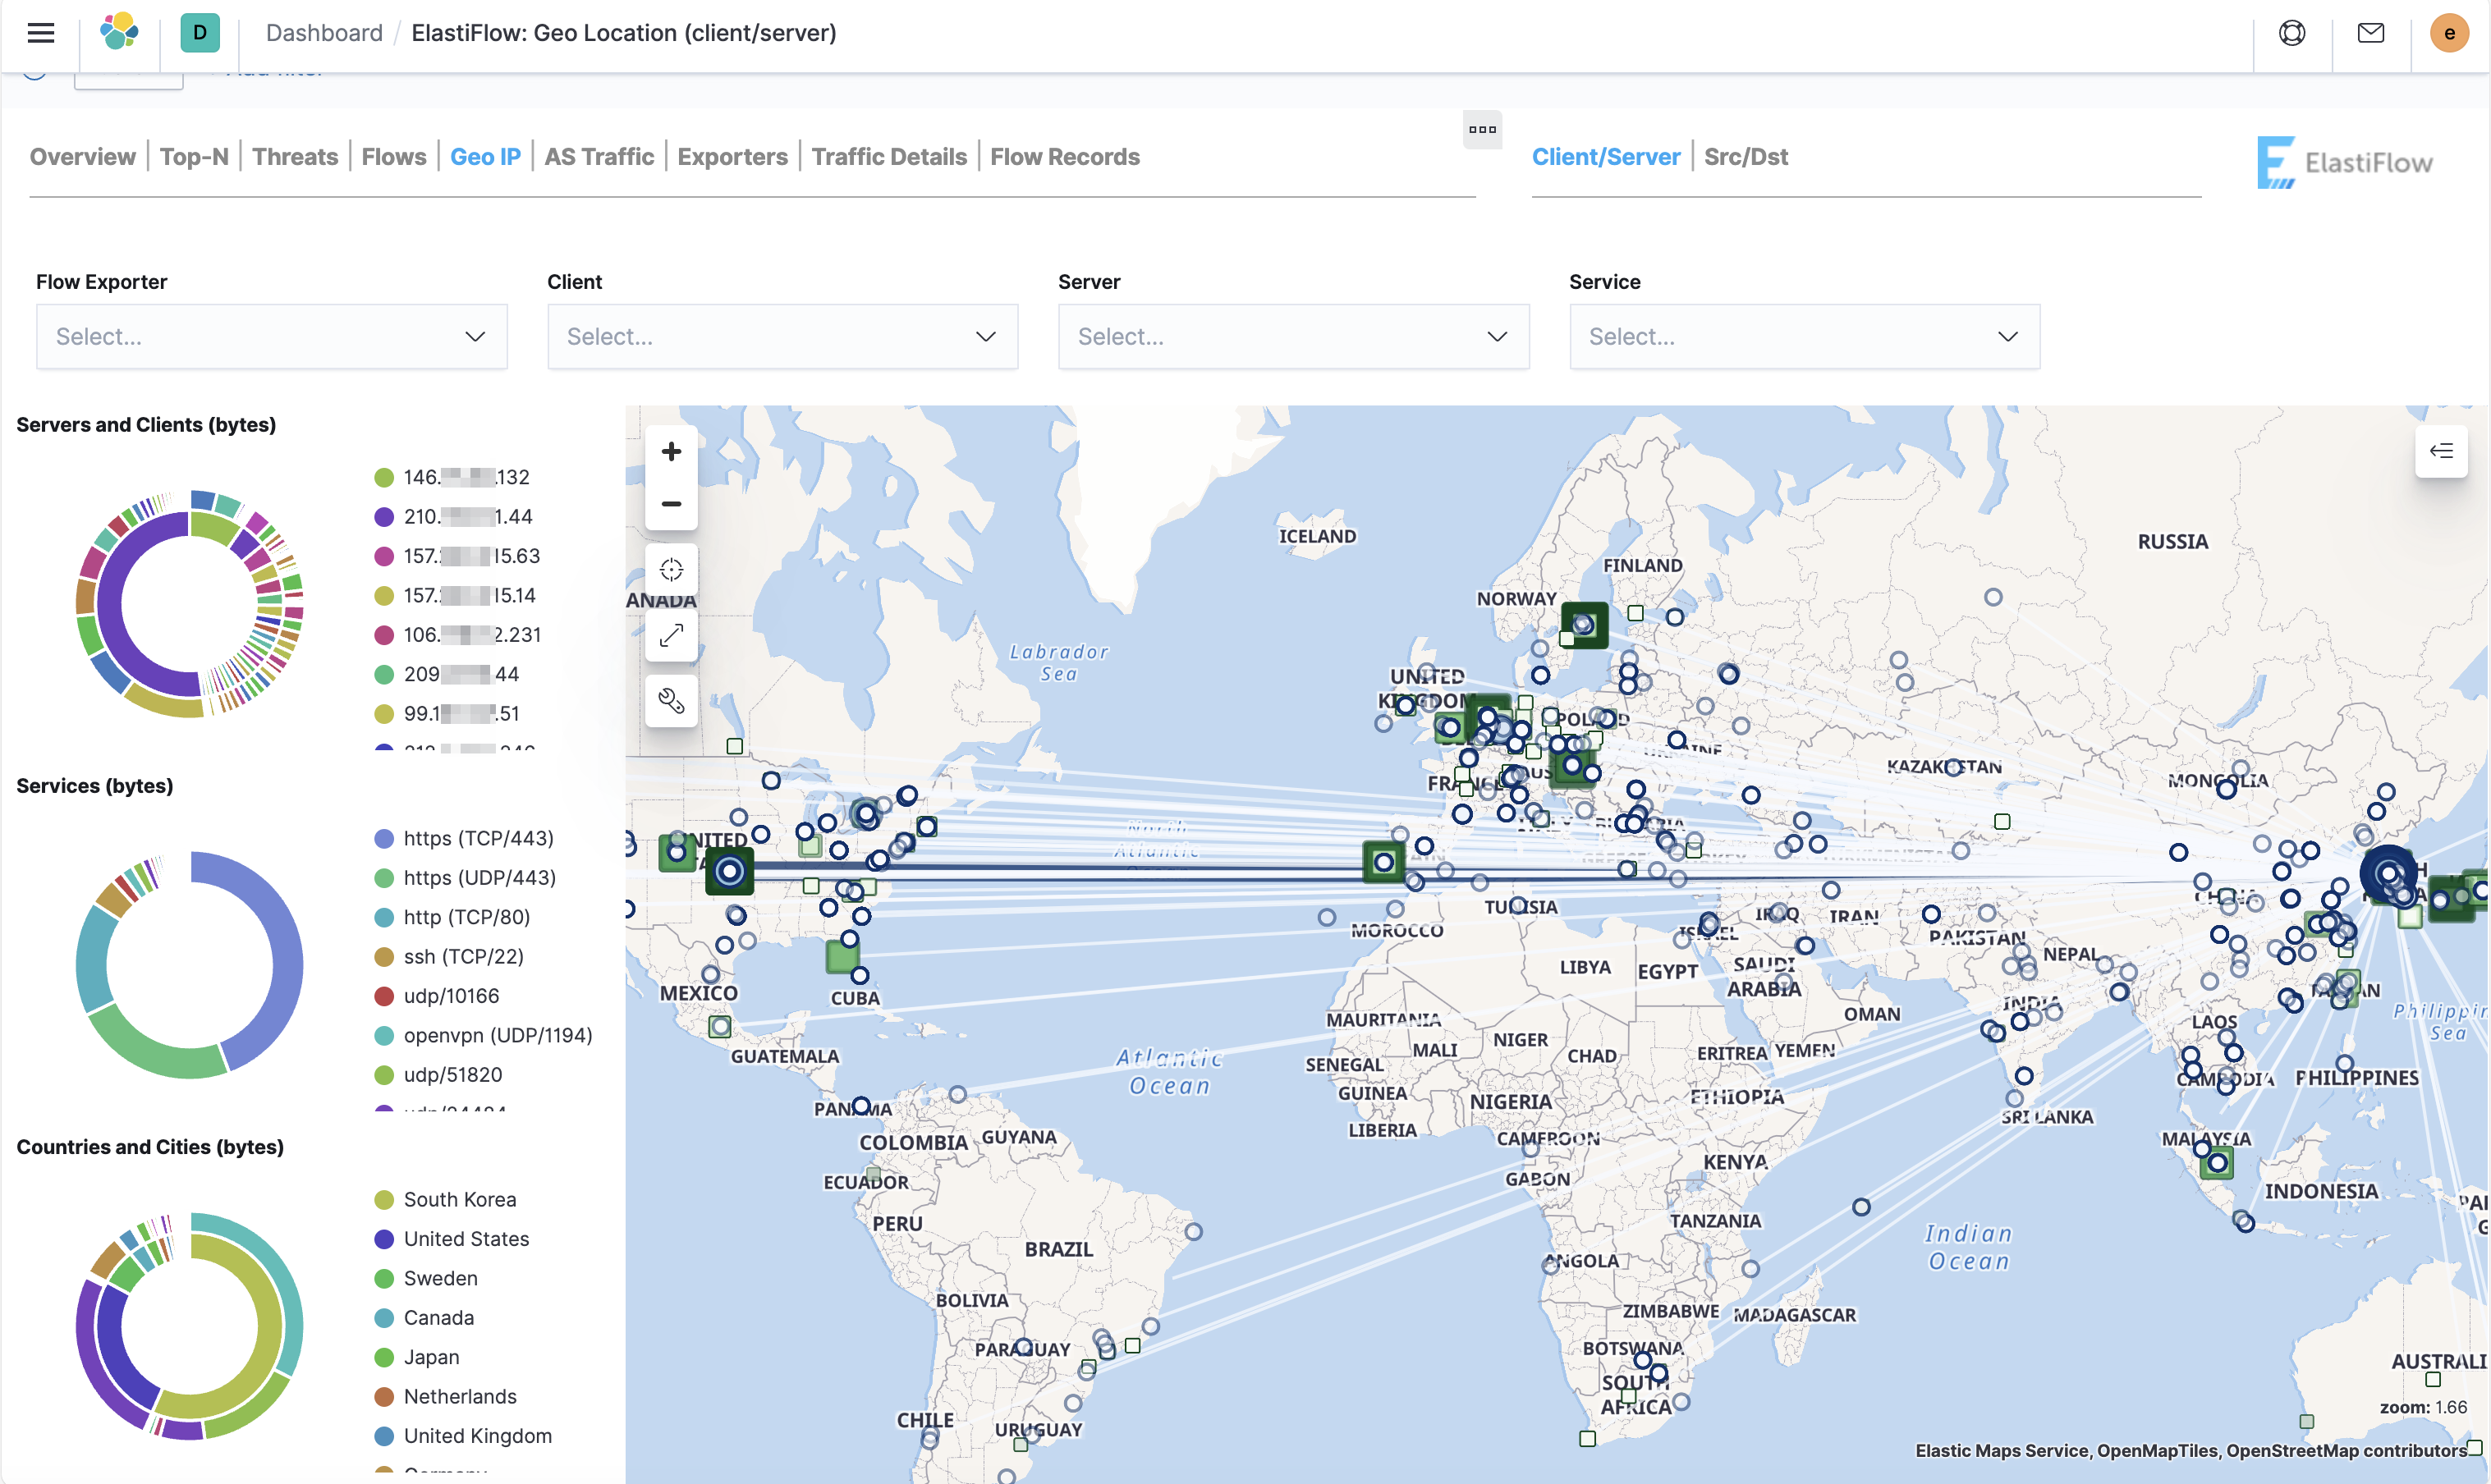 D
Dashboard / ElastiFlow: Geo Location (client/server)
e
Add filter
Overview | Top-N | Threats | Flows | Geo IP | AS Traffic | Exporters | Traffic Details | Flow Records
Client/Server | Src/Dst
ElastiFlow
Flow Exporter
Client
Server
Service
Select...
Select...
Select...
Select...
Servers and Clients (bytes)
146. .132
210. 1.44
157. 15.63
157. 15.14
106. 2.231
209 44
99.1 .51
Services (bytes)
https (TCP/443)
https (UDP/443)
http (TCP/80)
ssh (TCP/22)
udp/10166
openvpn (UDP/1194)
udp/51820
Countries and Cities (bytes)
South Korea
United States
Sweden
Canada
Japan
Netherlands
United Kingdom
Germany
ICELAND
RUSSIA
FINLAND
NORWAY
ANADA
Labrador
Sea
UNITED
KINGDOM
POLAND
KAZAKHSTAN
MONGOLIA
FRANCE
NITED
North
Atlantic
TUNISIA
MOROCCO
ISRAEL
IRAQ
IRAN
PAKISTAN
CHINA
NEPAL
LIBYA
EGYPT
SAUDI
ARABIA
MEXICO
CUBA
OMAN
INDIA
Philippin
Sea
MAURITANIA
NIGER
LAOS
GUATEMALA
Atlantic
Ocean
MALI
CHAD
ERITREA
YEMEN
SENEGAL
GUINEA
NIGERIA
ETHIOPIA
CAMBODIA
PHILIPPINES
PANAMA
SRI LANKA
LIBERIA
CAMEROON
COLOMBIA
GUYANA
MALAYSIA
KENYA
ECUADOR
GABON
INDONESIA
PERU
TANZANIA
Indian
Ocean
BRAZIL
ANGOLA
BOLIVIA
ZIMBABWE
MADAGASCAR
PARAGUAY
BOTSWANA
SOUTH
AFRICA
AUSTRALI
CHILE
URUGUAY
zoom: 1.66
Elastic Maps Service, OpenMapTiles, OpenStreetMap contributors